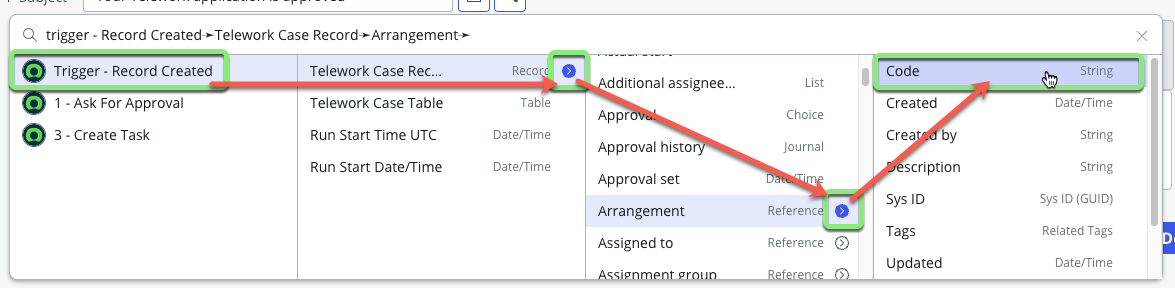 Subject
Your Telework application is approved
trigger - Record Created➛Telework Case Record➛Arrangement➛
Trigger - Record Created
1 - Ask For Approval
3 - Create Task
Telework Case Rec... Record
Telework Case Table Table
Run Start Time UTC Date/Time
Run Start Date/Time Date/Time
Actual start
Additional assignee... List
Approval Choice
Approval history Journal
Approval set Date/Time
Arrangement Reference
Assigned to Reference
Assignment group Reference
Code String
Created Date/Time
Created by String
Description String
Sys ID Sys ID (GUID)
Tags Related Tags
Updated Date/Time